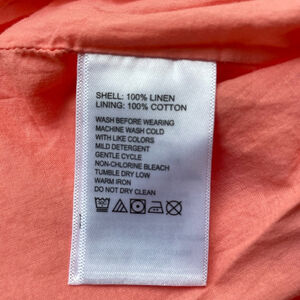 SHELL: 100% LINEN
LINING: 100% COTTON
WASH BEFORE WEARING
MACHINE WASH COLD
WITH LIKE COLORS
MILD DETERGENT
GENTLE CYCLE
NON-CHLORINE BLEACH
TUMBLE DRY LOW
WARM IRON
DO NOT DRY CLEAN